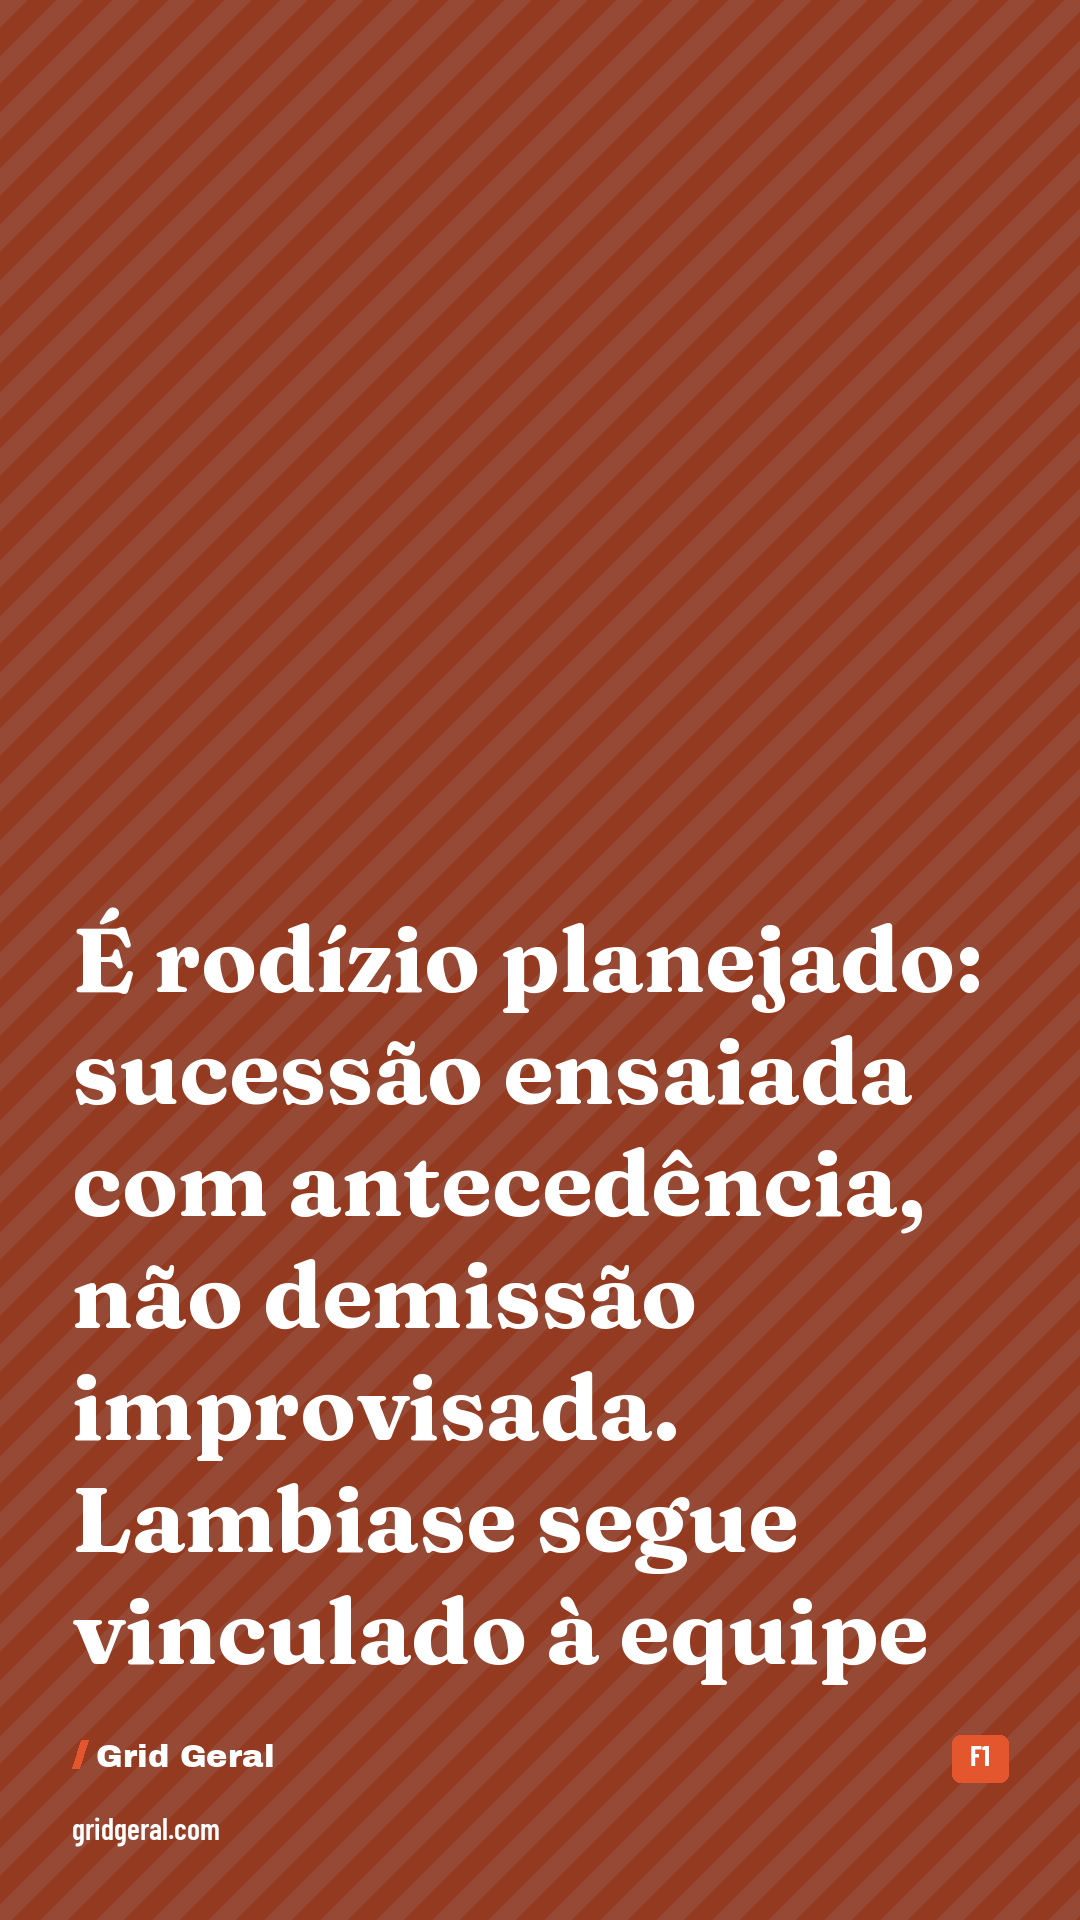 É rodízio planejado:
sucessão ensaiada
com antecedência,
não demissão
improvisada.
Lambiase segue
vinculado à equipe
Grid Geral
F1
gridgeral.com